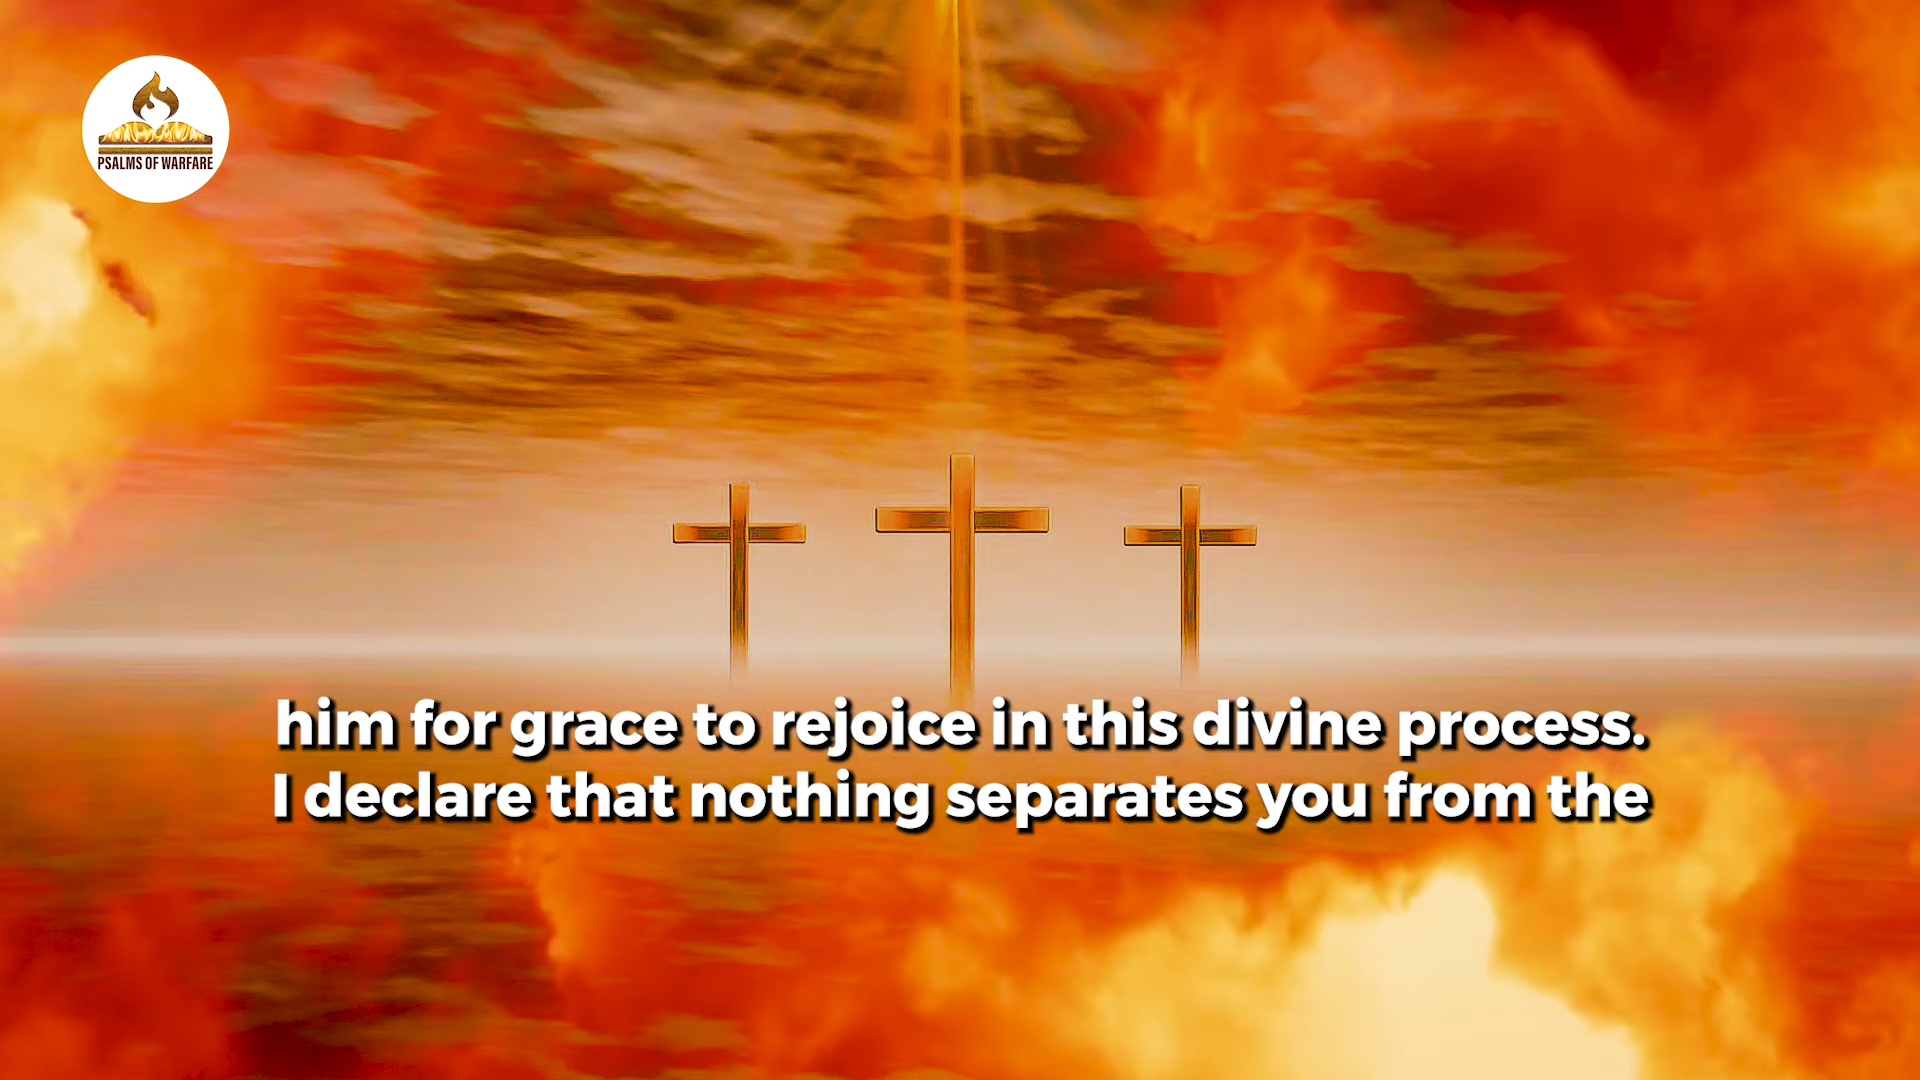 PSALMS OF WARFARE
him for grace to rejoice in this divine process.
I declare that nothing separates you from the